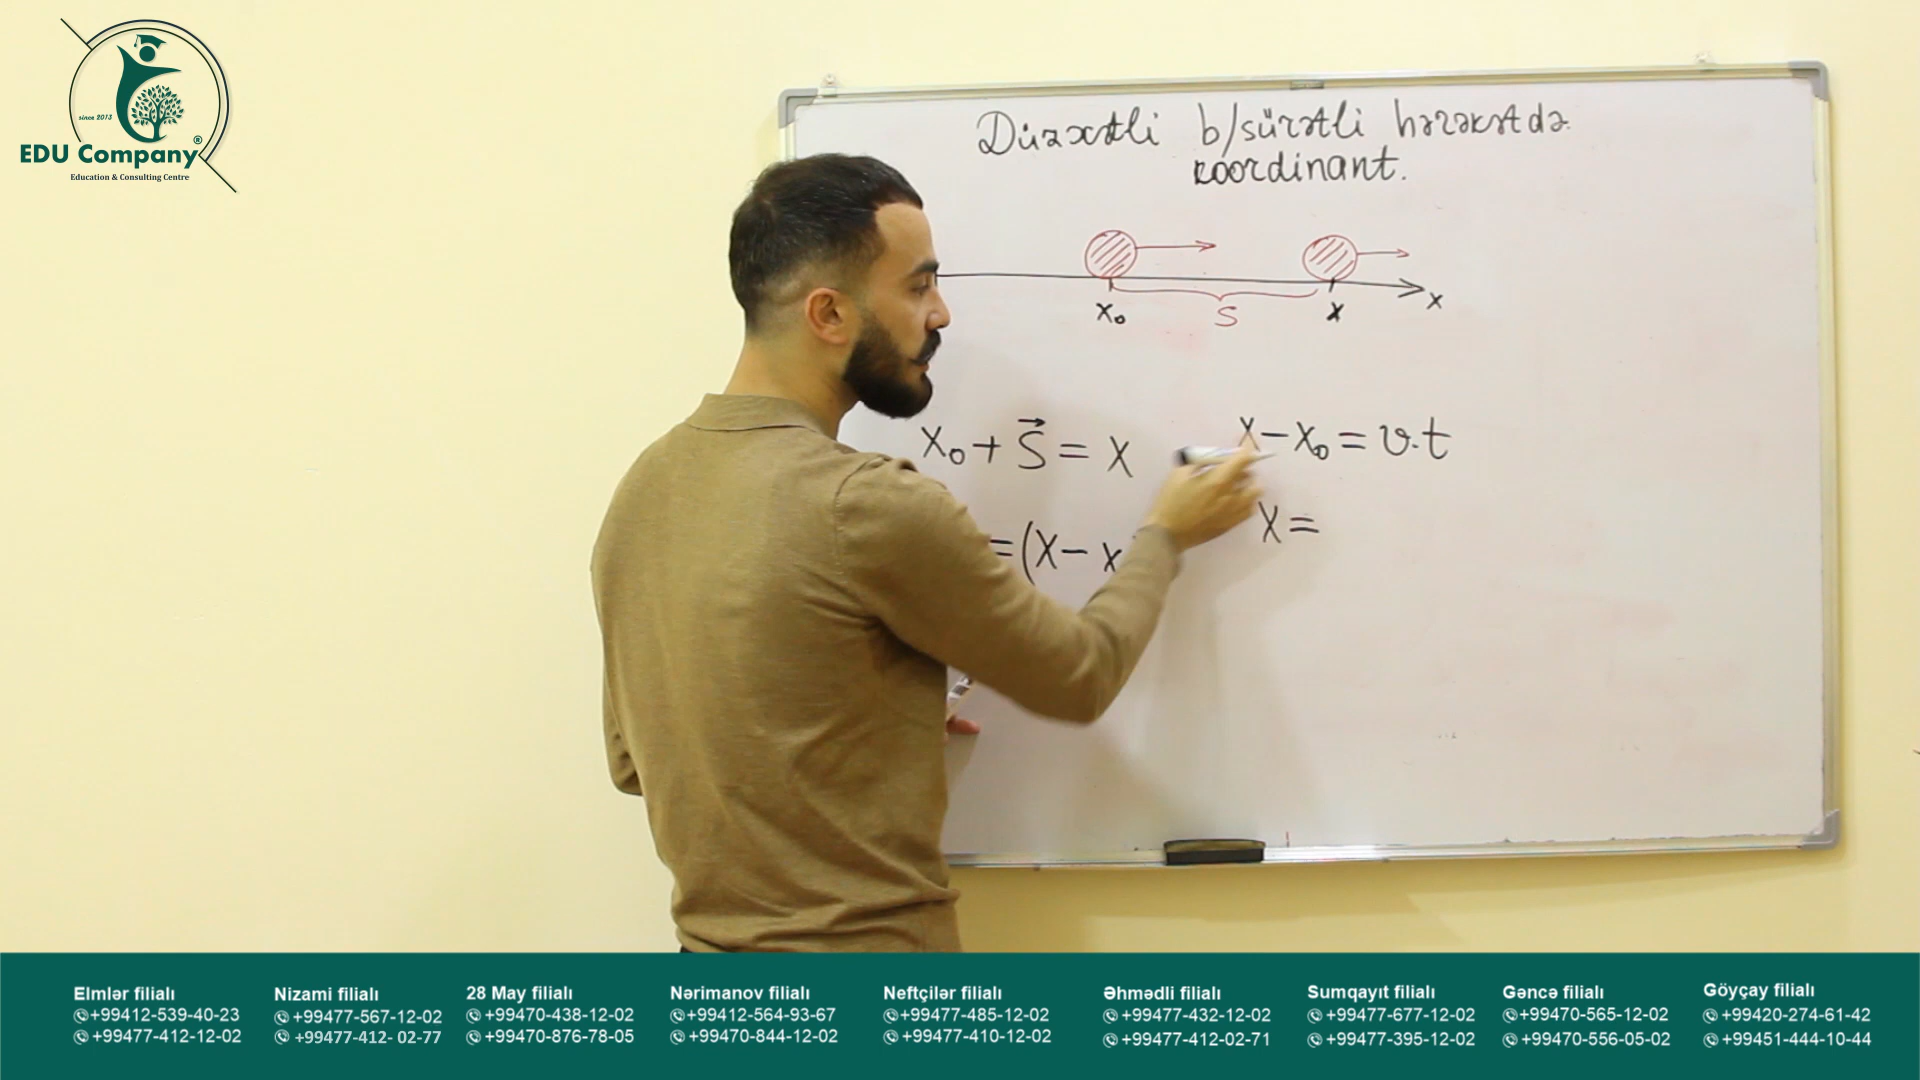 since 2013
EDU Company®
Education & Consulting Centre
Düzxətli b/sürətli hərəkətdə
koordinant.
x₀ S x x
x₀ + S⃗ = x
x - x₀ = v·t
= (x - x
x =
Elmlər filialı
+99412-539-40-23
+99477-412-12-02
Nizami filialı
+99477-567-12-02
+99477-412- 02-77
28 May filialı
+99470-438-12-02
+99470-876-78-05
Nərimanov filialı
+99412-564-93-67
+99470-844-12-02
Neftçilər filialı
+99477-485-12-02
+99477-410-12-02
Əhmədli filialı
+99477-432-12-02
+99477-412-02-71
Sumqayıt filialı
+99477-677-12-02
+99477-395-12-02
Gəncə filialı
+99470-565-12-02
+99470-556-05-02
Göyçay filialı
+99420-274-61-42
+99451-444-10-44